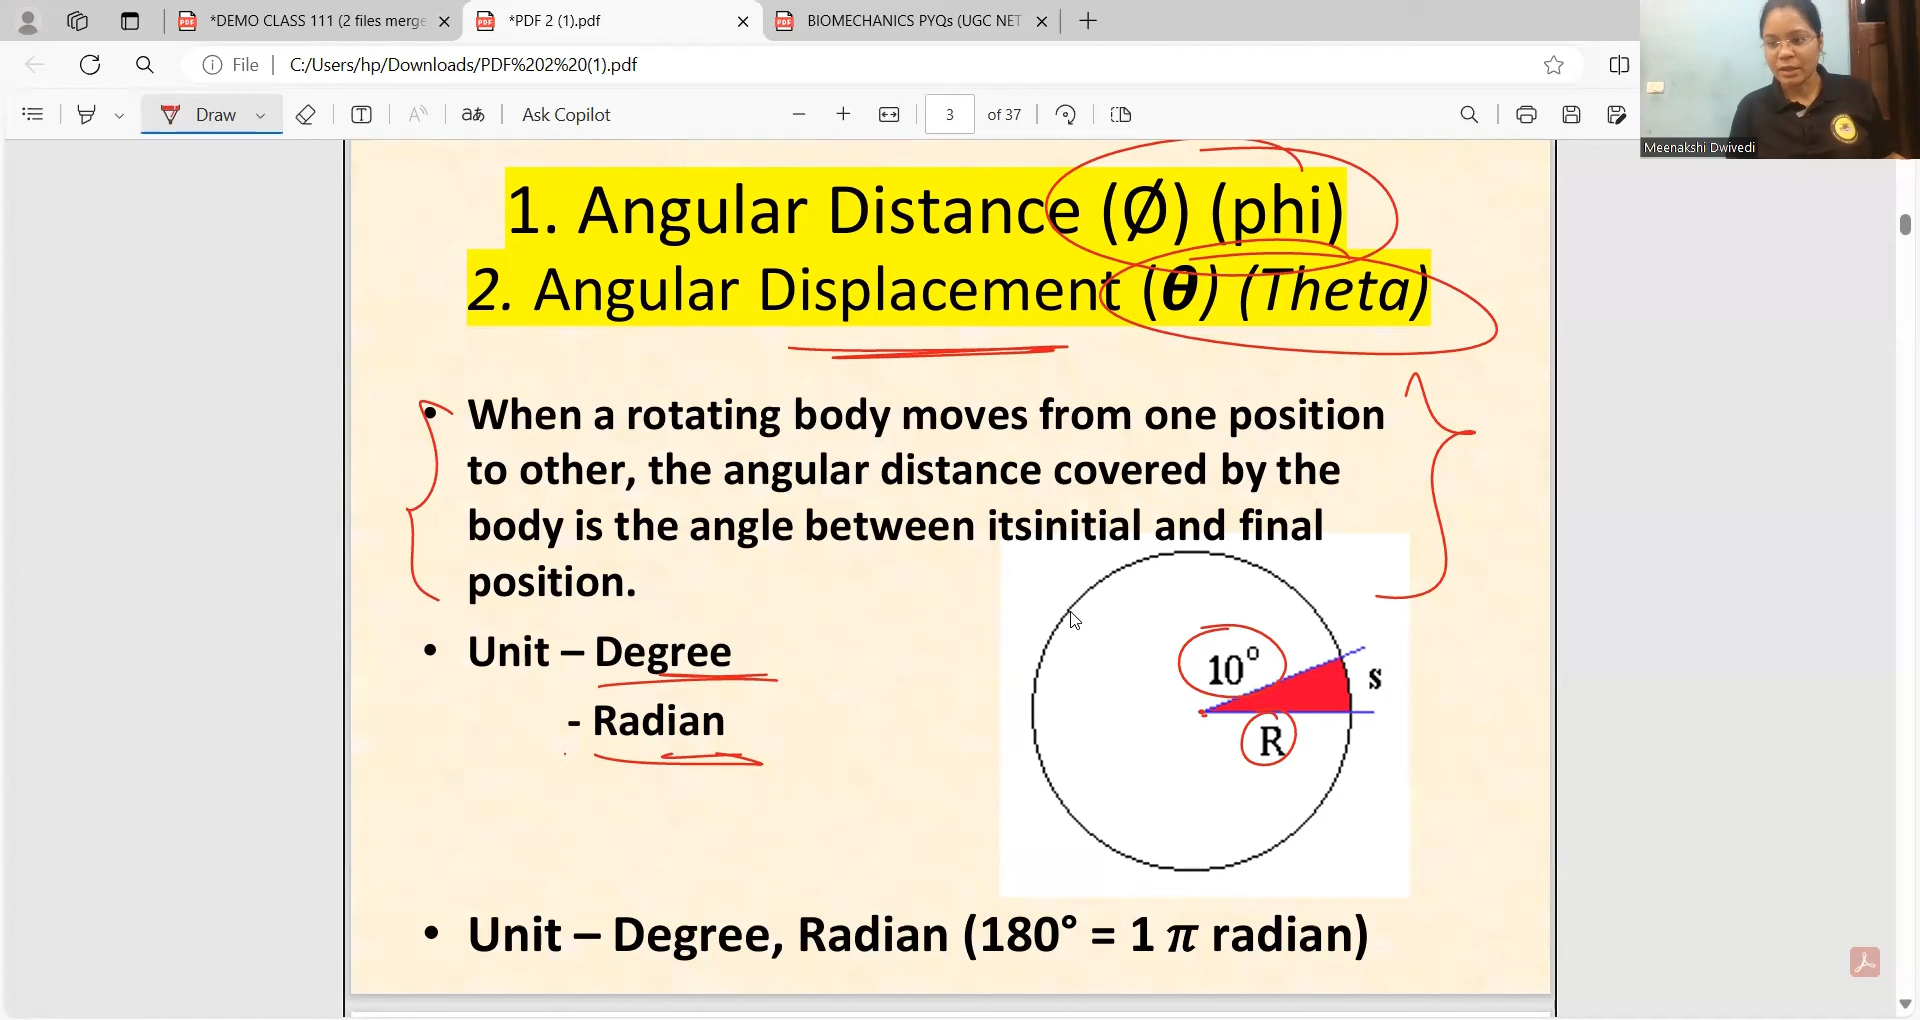 *DEMO CLASS 111 (2 files merge
*PDF 2 (1).pdf
BIOMECHANICS PYQs (UGC NET
File
C:/Users/hp/Downloads/PDF%202%20(1).pdf
Draw
Ask Copilot
3 of 37
Meenakshi Dwivedi
1. Angular Distance (Ø) (phi)
2. Angular Displacement (θ) (Theta)
• When a rotating body moves from one position
to other, the angular distance covered by the
body is the angle between itsinitial and final
position.
• Unit – Degree
- Radian
10°
s
R
• Unit – Degree, Radian (180° = 1 π radian)